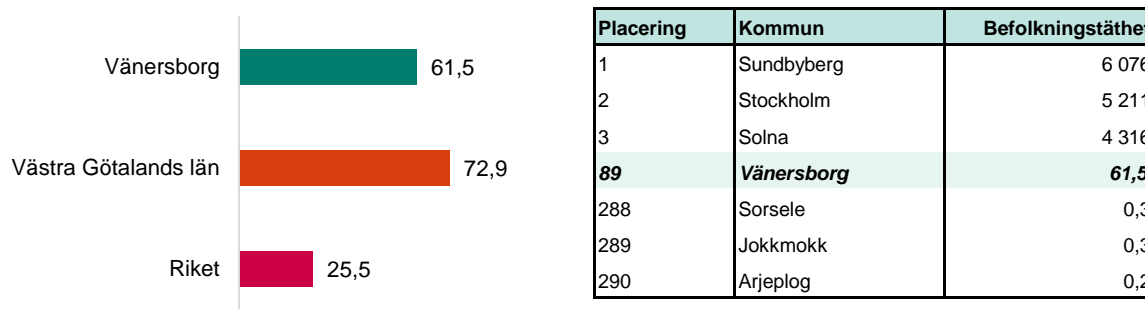 Vänersborg 61,5
Västra Götalands län 72,9
Riket 25,5
Placering Kommun Befolkningstäthet
1 Sundbyberg 6 076
2 Stockholm 5 211
3 Solna 4 316
89 Vänersborg 61,5
288 Sorsele 0,3
289 Jokkmokk 0,3
290 Arjeplog 0,2